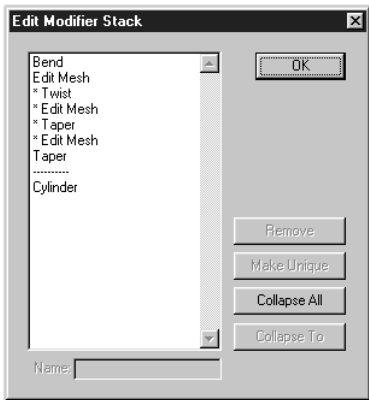 Edit Modifier Stack
Bend
Edit Mesh
* Twist
* Edit Mesh
* Taper
* Edit Mesh
Taper
----------
Cylinder
OK
Remove
Make Unique
Collapse All
Collapse To
Name: